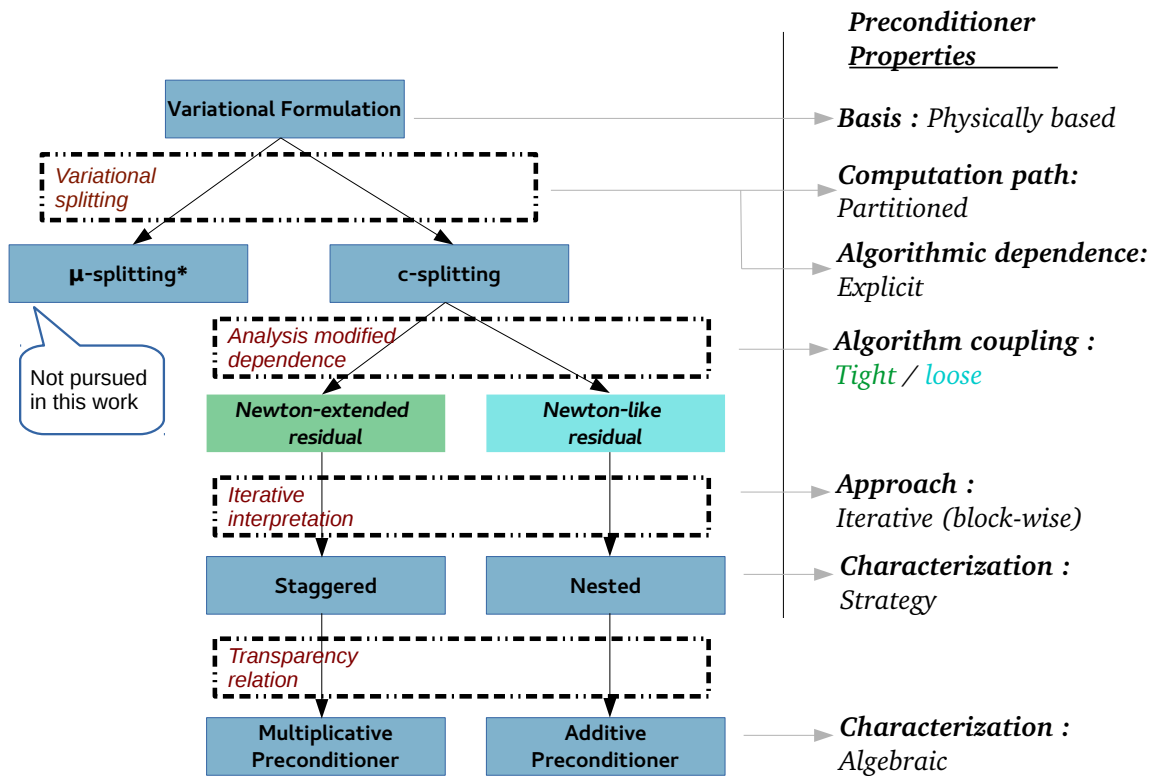 Preconditioner
Properties
Variational Formulation
Basis : Physically based
Variational
splitting
Computation path:
Partitioned
μ-splitting*
c-splitting
Algorithmic dependence:
Explicit
Analysis modified
dependence
Algorithm coupling :
Tight / loose
Not pursued
in this work
Newton-extended
residual
Newton-like
residual
Iterative
interpretation
Approach :
Iterative (block-wise)
Staggered
Nested
Characterization :
Strategy
Transparency
relation
Multiplicative
Preconditioner
Additive
Preconditioner
Characterization :
Algebraic